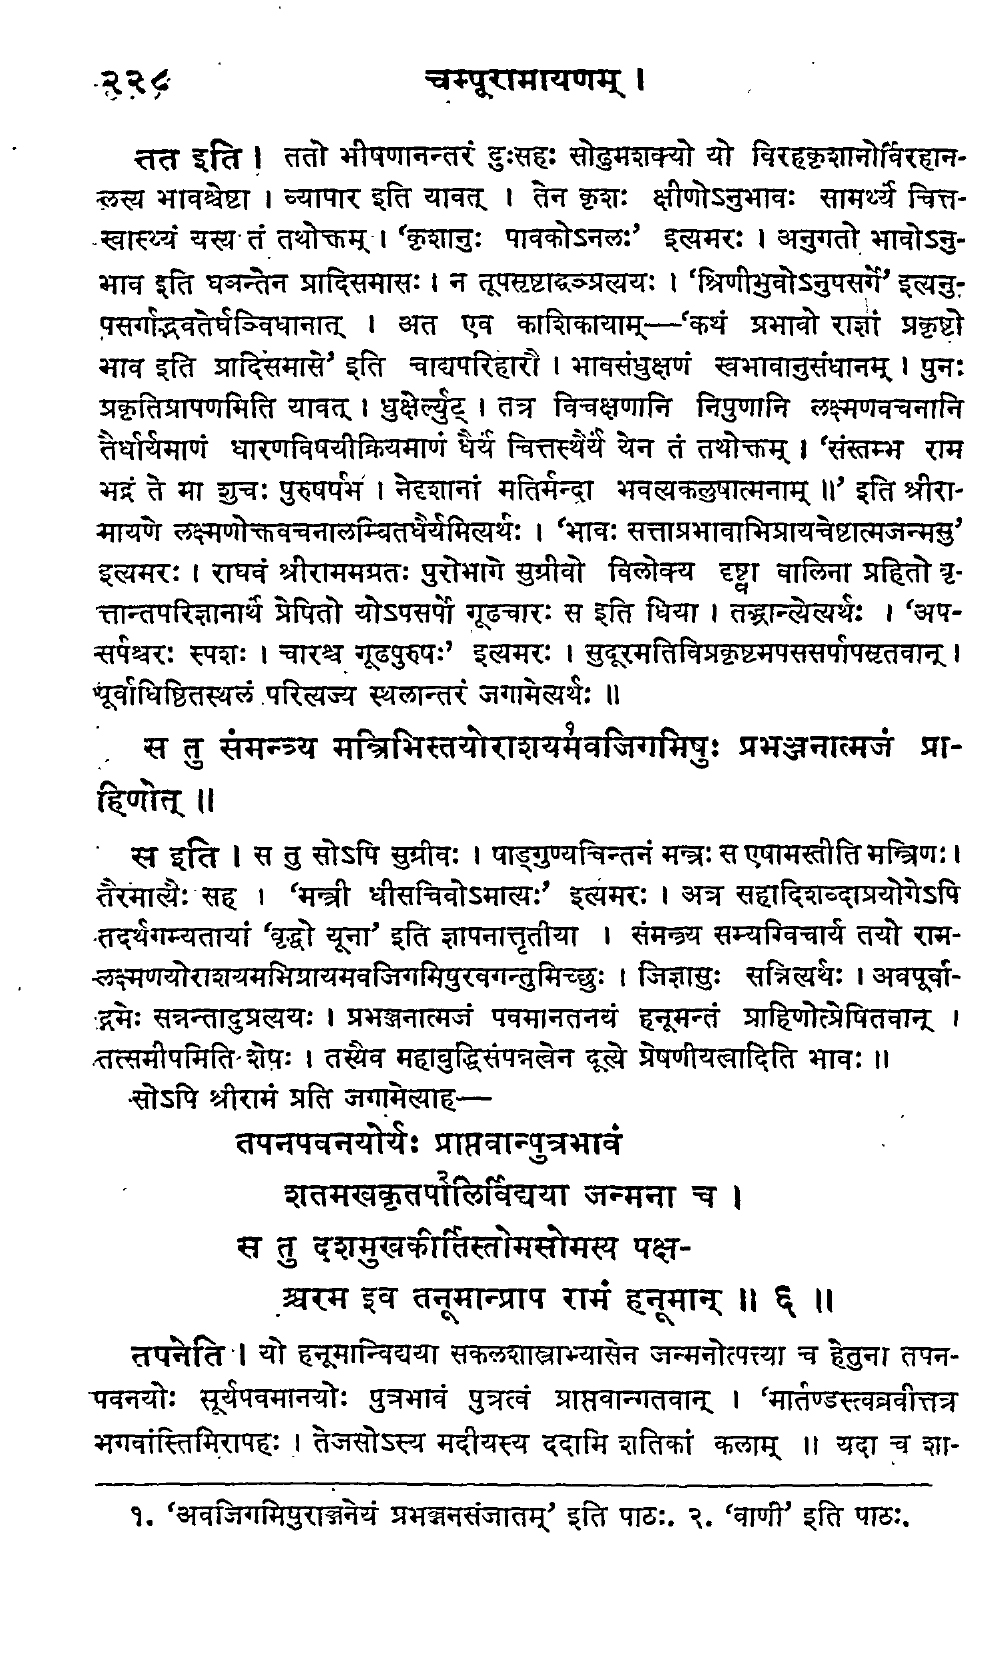 २२८ चम्पूरामायणम् ।
तत इति । ततो भीषणानन्तरं दुःसहः सोढुमशक्यो यो विरहकृशानोर्विरहान-
लस्य भावश्चेष्टा । व्यापार इति यावत् । तेन कृशः क्षीणोऽनुभावः सामर्थ्यं चित्त-
स्वास्थ्यं यस्य तं तथोक्तम् । ‘कृशानुः पावकोऽनलः’ इत्यमरः । अनुगतो भावोऽनु-
भाव इति घञन्तेन प्रादिसमासः । न तूपसृष्टाद्घञ्प्रत्ययः । ‘श्रिणीभुवोऽनुपसर्गे’ इत्यनु-
पसर्गाद्भवतेर्घञ्विधानात् । अत एव काशिकायाम्—‘कथं प्रभावो राज्ञां प्रकृष्टो
भाव इति प्रादिसमासे’ इति चाद्यपरिहारौ । भावसंधुक्षणं स्वभावानुसंधानम् । पुनः
प्रकृतिप्रापणमिति यावत् । धुक्षेर्ल्युट् । तत्र विचक्षणानि निपुणानि लक्ष्मणवचनानि
तैर्धार्यमाणं धारणविषयीक्रियमाणं धैर्यं चित्तस्थैर्यं येन तं तथोक्तम् । ‘संस्तम्भ राम
भद्रं ते मा शुचः पुरुषर्षभ । नेदृशानां मतिर्मन्दा भवत्यकलुषात्मनाम् ॥’ इति श्रीरा-
मायणे लक्ष्मणोक्तवचनालम्बितधैर्यमित्यर्थः । ‘भावः सत्ताप्रभावाभिप्रायचेष्टात्मजन्मसु’
इत्यमरः । राघवं श्रीराममग्रतः पुरोभागे सुग्रीवो विलोक्य दृष्ट्वा वालिना प्रहितो वृ-
त्तान्तपरिज्ञानार्थं प्रेषितो योऽपसर्पो गूढचारः स इति धिया । तद्भ्रान्त्येत्यर्थः । ‘अप-
सर्पश्चरः स्पशः । चारश्च गूढपुरुषः’ इत्यमरः । सुदूरमतिविप्रकृष्टमपससर्पापसृतवान् ।
पूर्वाधिष्ठितस्थलं परित्यज्य स्थलान्तरं जगामेत्यर्थः ॥
स तु संमन्त्र्य मन्त्रिभिस्तयोराशयमवजिगमिषुः१ प्रभञ्जनात्मजं प्रा-
हिणोत् ॥
स इति । स तु सोऽपि सुग्रीवः । षाड्गुण्यचिन्तनं मन्त्रः स एषामस्तीति मन्त्रिणः ।
तैरमात्यैः सह । ‘मन्त्री धीसचिवोऽमात्यः’ इत्यमरः । अत्र सहादिशब्दाप्रयोगेऽपि
तदर्थगम्यतायां ‘वृद्धो यूना’ इति ज्ञापनात्तृतीया । संमन्त्र्य सम्यग्विचार्य तयो राम-
लक्ष्मणयोराशयमभिप्रायमवजिगमिषुरवगन्तुमिच्छुः । जिज्ञासुः सन्नित्यर्थः । अवपूर्वा-
द्गमेः सन्नन्तादुप्रत्ययः । प्रभञ्जनात्मजं पवमानतनयं हनूमन्तं प्राहिणोत्प्रेषितवान् ।
तत्समीपमिति शेषः । तस्यैव महाबुद्धिसंपन्नत्वेन दूत्ये प्रेषणीयत्वादिति भावः ॥
सोऽपि श्रीरामं प्रति जगामेत्याह—
तपनपवनयोर्यः प्राप्तवान्पुत्रभावं
शतमखकृतपौलिर्विद्यया२ जन्मना च ।
स तु दशमुखकीर्तिस्तोमसोमस्य पक्ष-
श्चरम इव तनूमान्प्राप रामं हनूमान् ॥ ६ ॥
तपनेति । यो हनूमान्विद्यया सकलशास्त्राभ्यासेन जन्मनोत्पत्त्या च हेतुना तपन-
पवनयोः सूर्यपवमानयोः पुत्रभावं पुत्रत्वं प्राप्तवान्गतवान् । ‘मार्तण्डस्त्वब्रवीत्तत्र
भगवांस्तिमिरापहः । तेजसोऽस्य मदीयस्य ददामि शतिकां कलाम् ॥ यदा च शा-
१. ‘अवजिगमिषुराञ्जनेयं प्रभञ्जनसंजातम्’ इति पाठः. २. ‘वाणी’ इति पाठः.